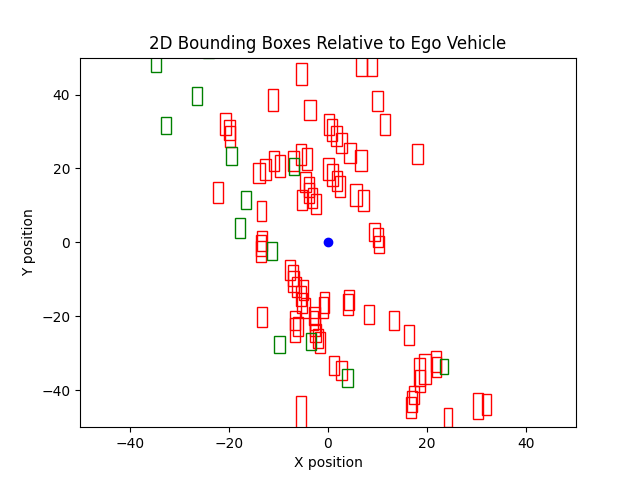 2D Bounding Boxes Relative to Ego Vehicle
40
20
0
−20
−40
Y position
−40 −20 0 20 40
X position